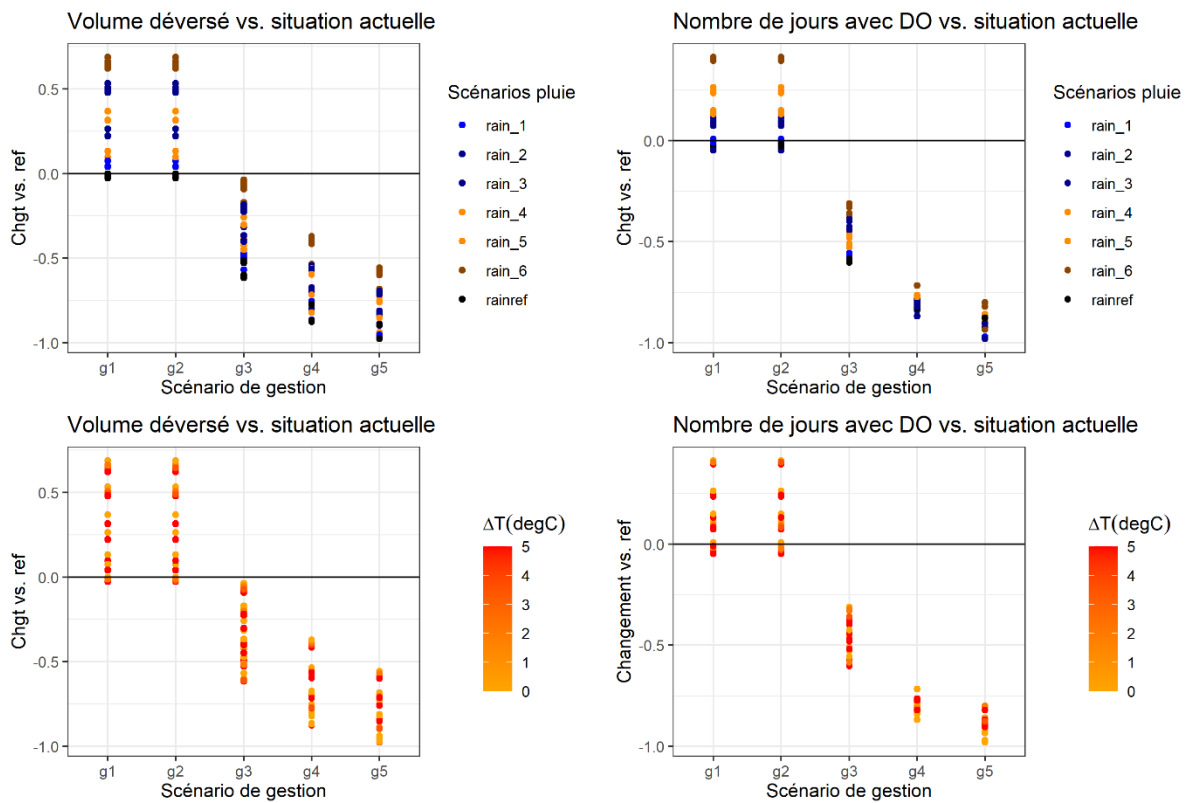 Volume déversé vs. situation actuelle
Chgt vs. ref
0.5
0.0
-0.5
-1.0
g1 g2 g3 g4 g5
Scénario de gestion
Scénarios pluie
rain_1
rain_2
rain_3
rain_4
rain_5
rain_6
rainref
Nombre de jours avec DO vs. situation actuelle
Chgt vs. ref
0.0
-0.5
-1.0
g1 g2 g3 g4 g5
Scénario de gestion
Scénarios pluie
rain_1
rain_2
rain_3
rain_4
rain_5
rain_6
rainref
Volume déversé vs. situation actuelle
Chgt vs. ref
0.5
0.0
-0.5
-1.0
g1 g2 g3 g4 g5
Scénario de gestion
ΔT(degC)
5
4
3
2
1
0
Nombre de jours avec DO vs. situation actuelle
Changement vs. ref
0.0
-0.5
-1.0
g1 g2 g3 g4 g5
Scénario de gestion
ΔT(degC)
5
4
3
2
1
0